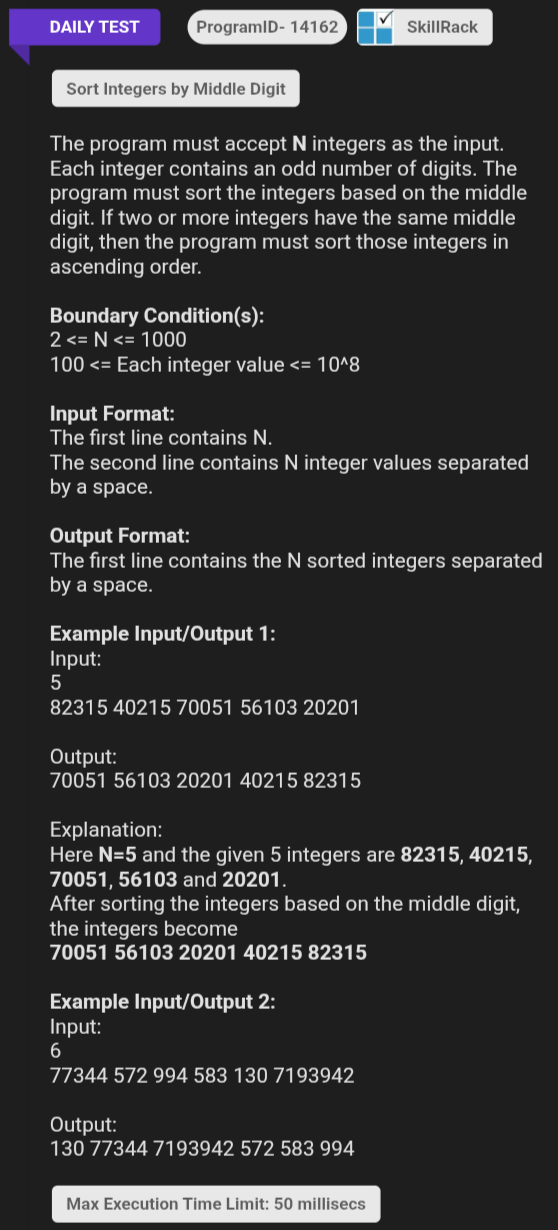 DAILY TEST ProgramID- 14162 SkillRack
Sort Integers by Middle Digit
The program must accept N integers as the input.
Each integer contains an odd number of digits. The
program must sort the integers based on the middle
digit. If two or more integers have the same middle
digit, then the program must sort those integers in
ascending order.
Boundary Condition(s):
2 <= N <= 1000
100 <= Each integer value <= 10^8
Input Format:
The first line contains N.
The second line contains N integer values separated
by a space.
Output Format:
The first line contains the N sorted integers separated
by a space.
Example Input/Output 1:
Input:
5
82315 40215 70051 56103 20201
Output:
70051 56103 20201 40215 82315
Explanation:
Here N=5 and the given 5 integers are 82315, 40215,
70051, 56103 and 20201.
After sorting the integers based on the middle digit,
the integers become
70051 56103 20201 40215 82315
Example Input/Output 2:
Input:
6
77344 572 994 583 130 7193942
Output:
130 77344 7193942 572 583 994
Max Execution Time Limit: 50 millisecs